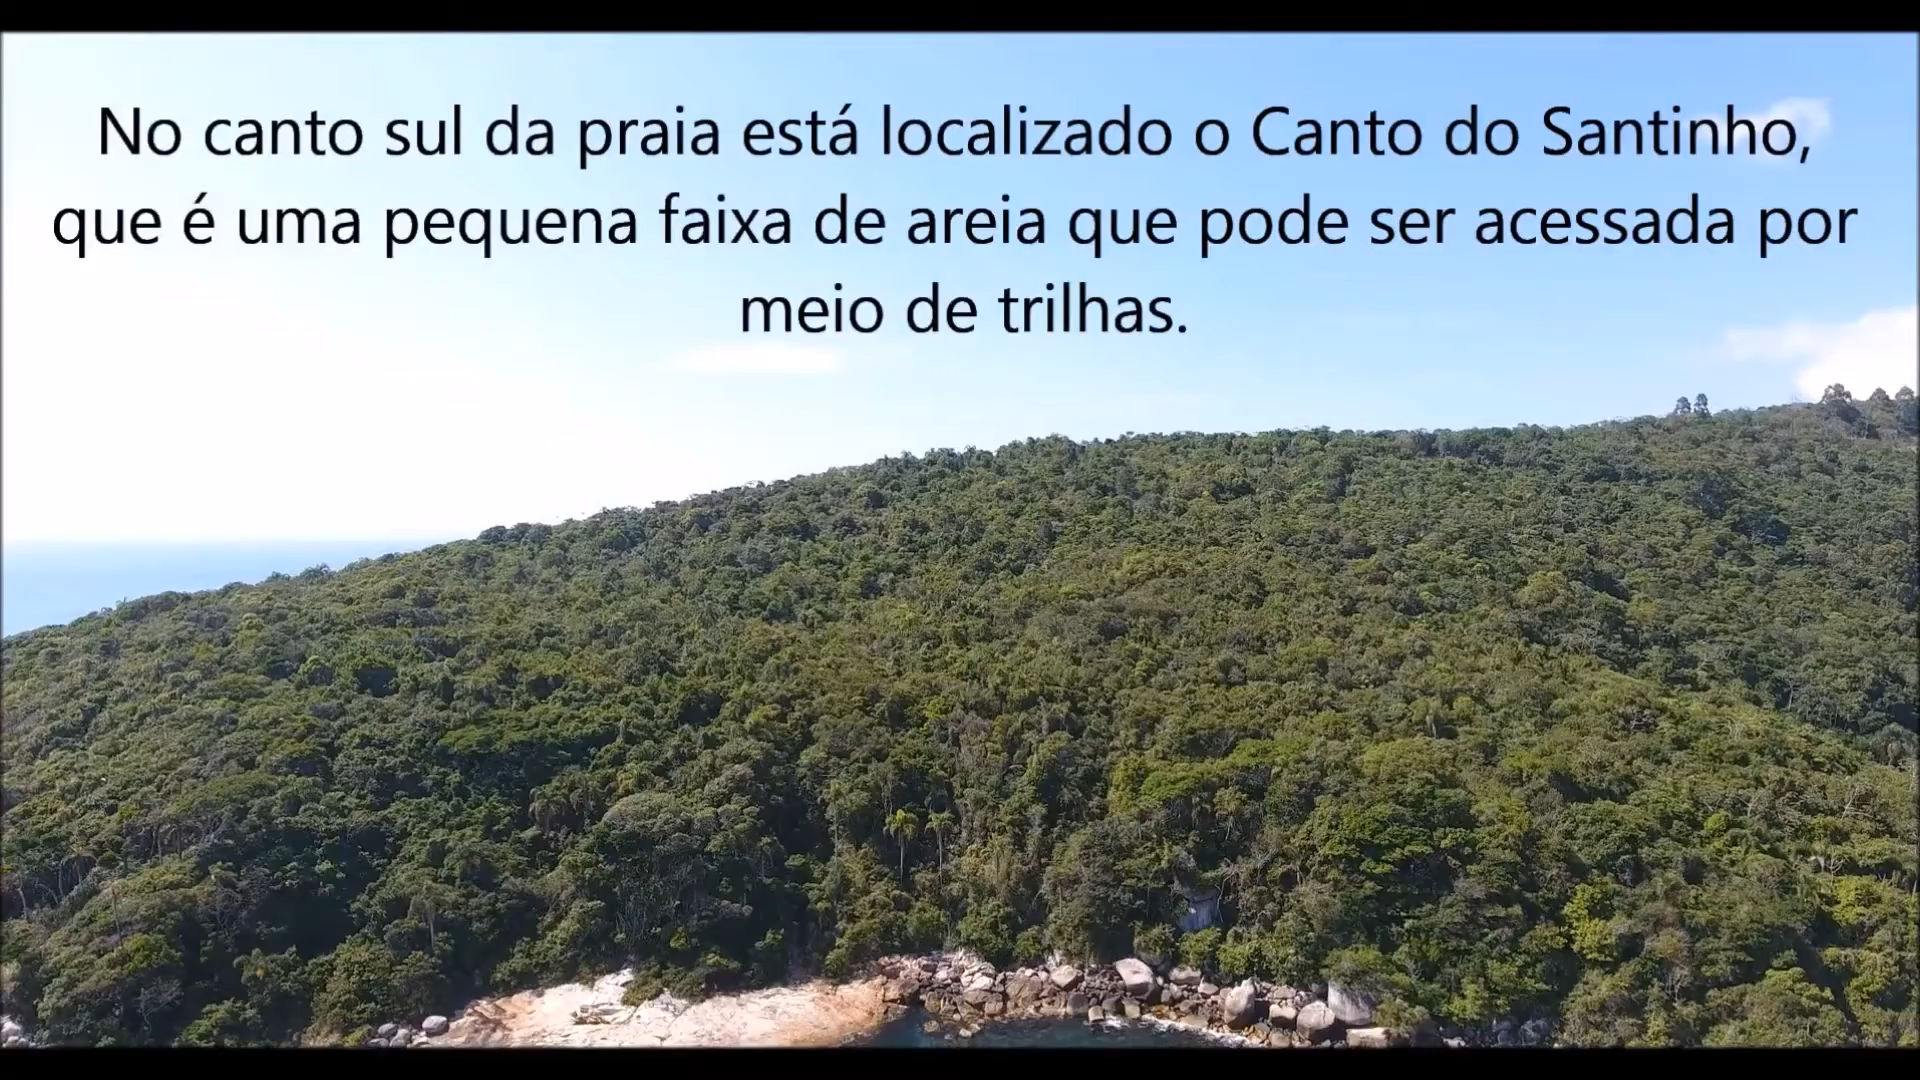 No canto sul da praia está localizado o Canto do Santinho,
que é uma pequena faixa de areia que pode ser acessada por
meio de trilhas.